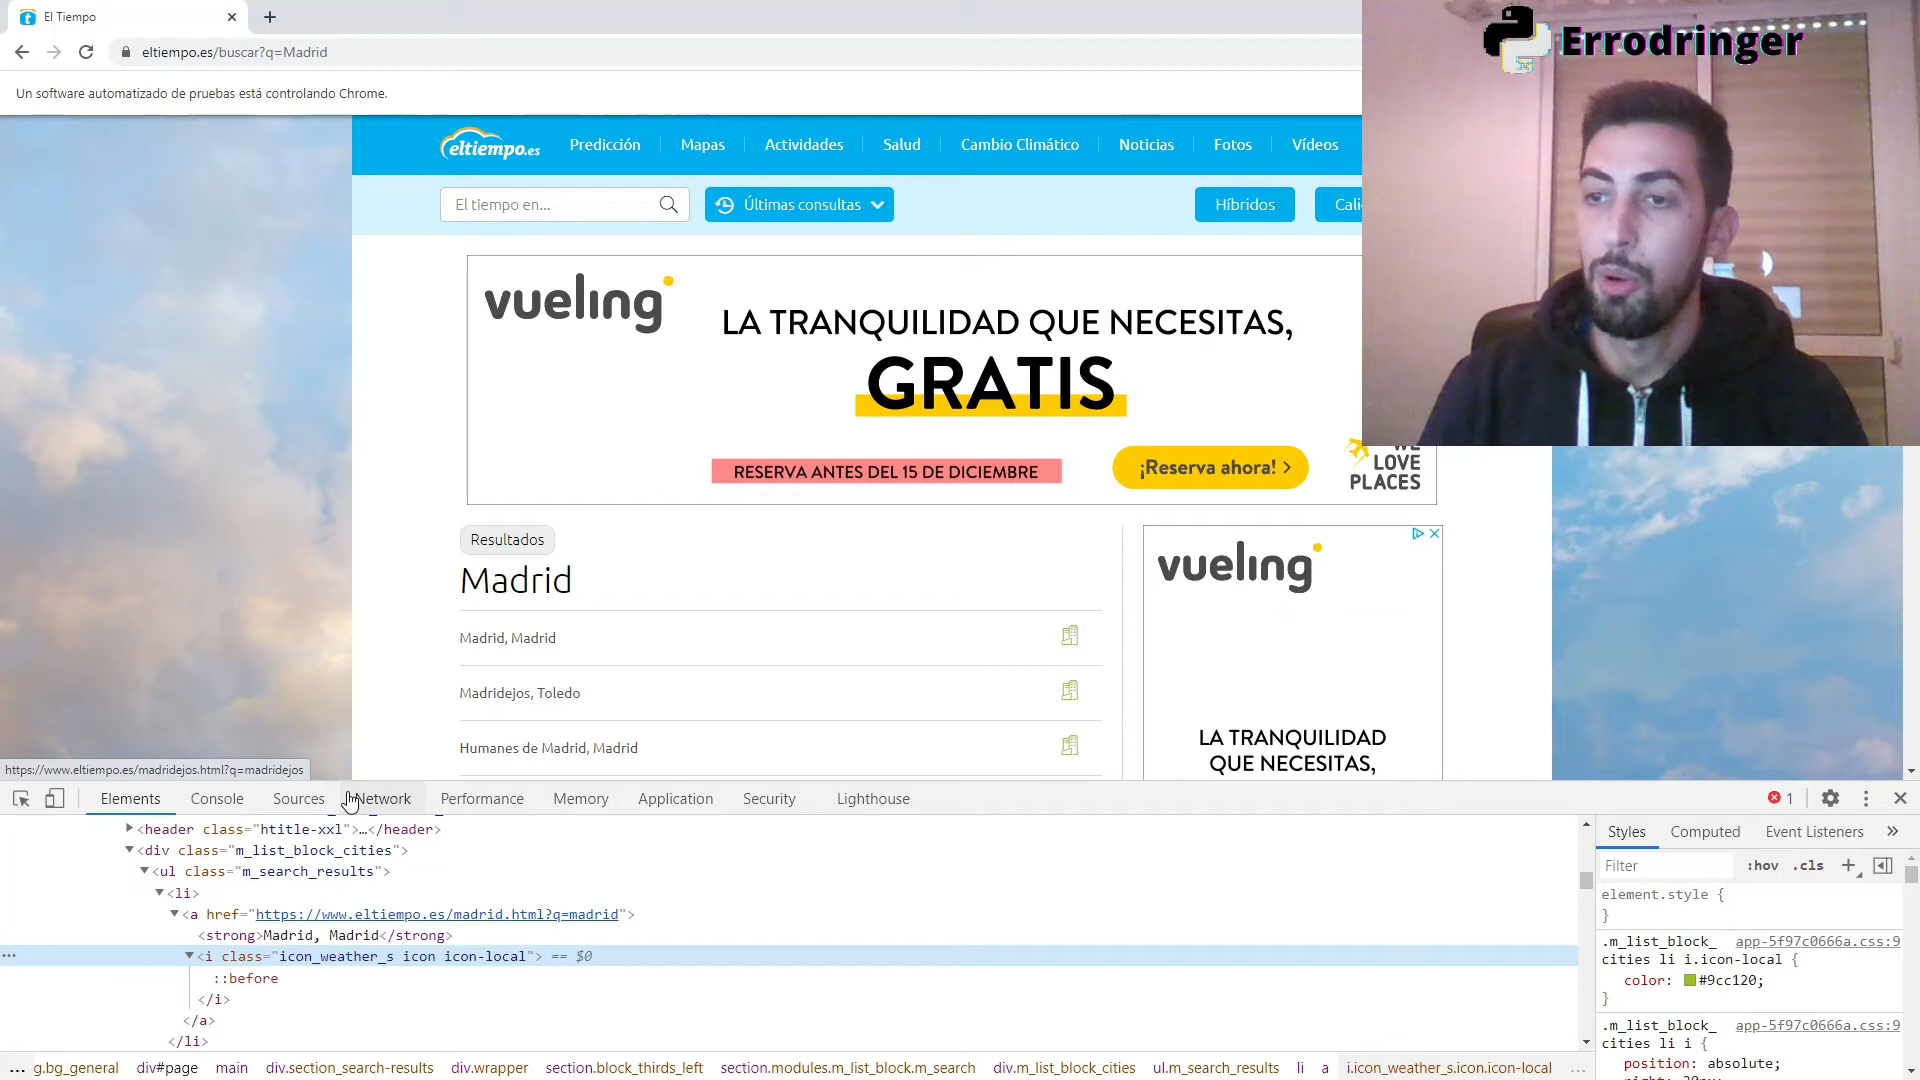 El Tiempo
eltiempo.es/buscar?q=Madrid
Un software automatizado de pruebas está controlando Chrome.
Errodringer
eltiempo.es
Predicción
Mapas
Actividades
Salud
Cambio Climático
Noticias
Fotos
Vídeos
El tiempo en...
Últimas consultas
Híbridos
vueling
LA TRANQUILIDAD QUE NECESITAS,
GRATIS
RESERVA ANTES DEL 15 DE DICIEMBRE
¡Reserva ahora! >
WE
LOVE
PLACES
Resultados
Madrid
Madrid, Madrid
Madridejos, Toledo
Humanes de Madrid, Madrid
vueling
LA TRANQUILIDAD
QUE NECESITAS,
https://www.eltiempo.es/madridejos.html?q=madridejos
Elements
Console
Sources
Network
Performance
Memory
Application
Security
Lighthouse
1
<header class="htitle-xxl">…</header>
<div class="m_list_block_cities">
<ul class="m_search_results">
<li>
<a href="https://www.eltiempo.es/madrid.html?q=madrid">
<strong>Madrid, Madrid</strong>
<i class="icon_weather_s icon icon-local"> == $0
::before
</i>
</a>
</li>
Styles
Computed
Event Listeners
Filter
:hov
.cls
element.style {
}
.m_list_block_ app-5f97c0666a.css:9
cities li i.icon-local {
color: #9cc120;
}
.m_list_block_ app-5f97c0666a.css:9
cities li i {
position: absolute;
... g.bg_general div#page main div.section_search-results div.wrapper section.block_thirds_left section.modules.m_list_block.m_search div.m_list_block_cities ul.m_search_results li a i.icon_weather_s.icon.icon-local ...